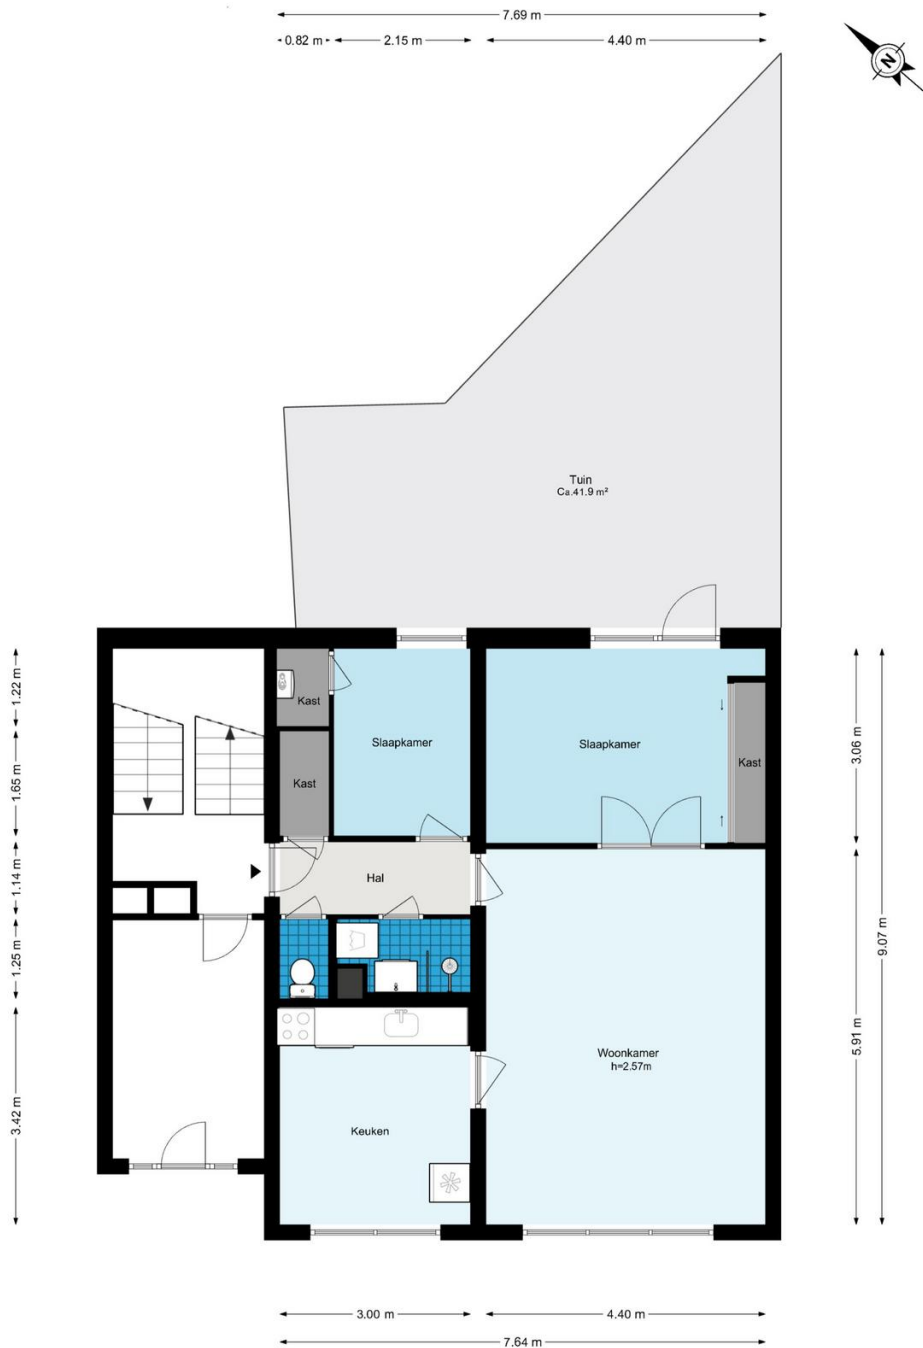 7.69 m
0.82 m
2.15 m
4.40 m
N
Tuin
Ca.41.9 m²
1.22 m
1.65 m
1.14 m
1.25 m
3.42 m
Kast
Slaapkamer
Slaapkamer
Kast
Kast
Hal
Woonkamer
h=2.57m
Keuken
3.06 m
5.91 m
9.07 m
3.00 m
4.40 m
7.64 m